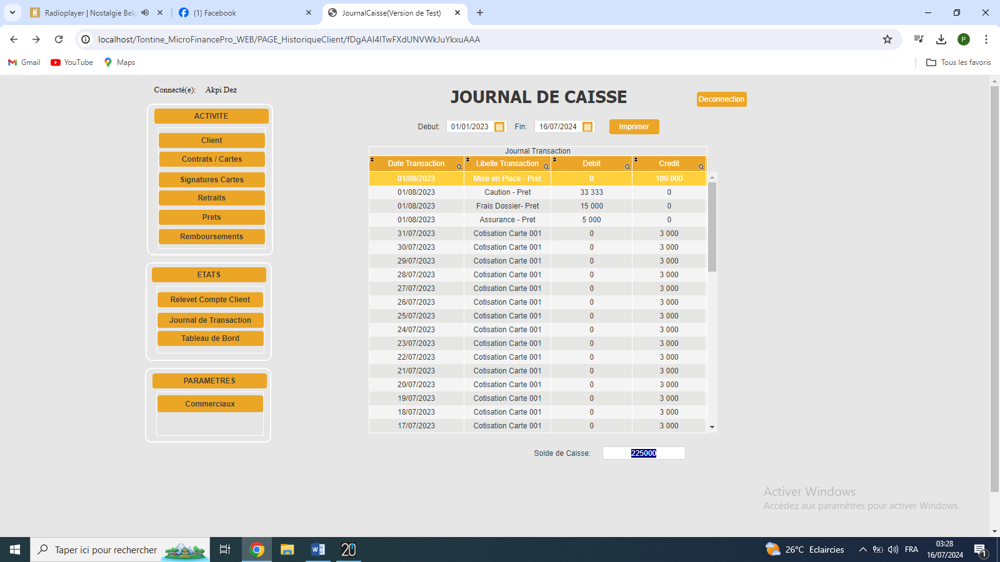 Radioplayer | Nostalgie Belg
(1) Facebook
JournalCaisse(Version de Test)
localhost/Tontine_MicroFinancePro_WEB/PAGE_HistoriqueClient/fDgAAI4lTwFXdUNVWkJuYkxuAAA
P
Gmail
YouTube
Maps
Tous les favoris
Connecté(e): Akpi Dez
JOURNAL DE CAISSE
Deconnection
ACTIVITE
Client
Contrats / Cartes
Signatures Cartes
Retraits
Prets
Remboursements
ETATS
Relevet Compte Client
Journal de Transaction
Tableau de Bord
PARAMETRES
Commerciaux
Debut: 01/01/2023 Fin: 16/07/2024 Imprimer
Journal Transaction
Date Transaction Libelle Transaction Debit Credit
01/08/2023 Mise en Place - Pret 0 100 000
01/08/2023 Caution - Pret 33 333 0
01/08/2023 Frais Dossier- Pret 15 000 0
01/08/2023 Assurance - Pret 5 000 0
31/07/2023 Cotisation Carte 001 0 3 000
30/07/2023 Cotisation Carte 001 0 3 000
29/07/2023 Cotisation Carte 001 0 3 000
28/07/2023 Cotisation Carte 001 0 3 000
27/07/2023 Cotisation Carte 001 0 3 000
26/07/2023 Cotisation Carte 001 0 3 000
25/07/2023 Cotisation Carte 001 0 3 000
24/07/2023 Cotisation Carte 001 0 3 000
23/07/2023 Cotisation Carte 001 0 3 000
22/07/2023 Cotisation Carte 001 0 3 000
21/07/2023 Cotisation Carte 001 0 3 000
20/07/2023 Cotisation Carte 001 0 3 000
19/07/2023 Cotisation Carte 001 0 3 000
18/07/2023 Cotisation Carte 001 0 3 000
17/07/2023 Cotisation Carte 001 0 3 000
Solde de Caisse: 225000
Activer Windows
Accédez aux paramètres pour activer Windows.
Taper ici pour rechercher
20
26°C Eclaircies
FRA
03:28
16/07/2024
1